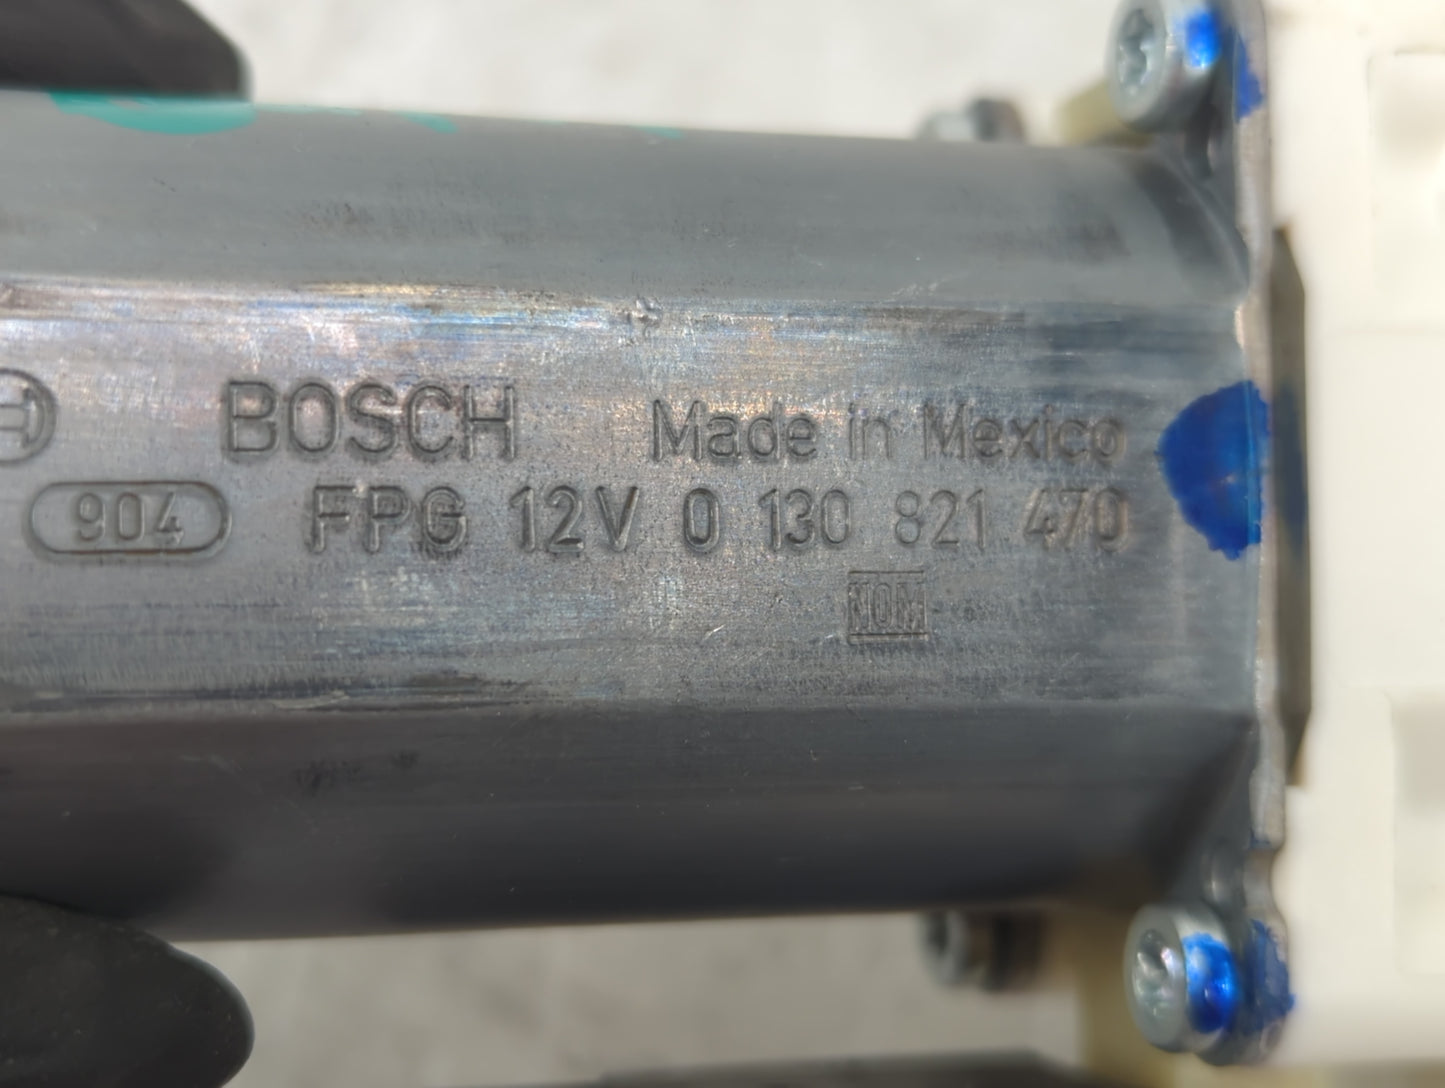 BOSCH Made in Mexico
904 FPG 12V 0 130 821 470
NOM